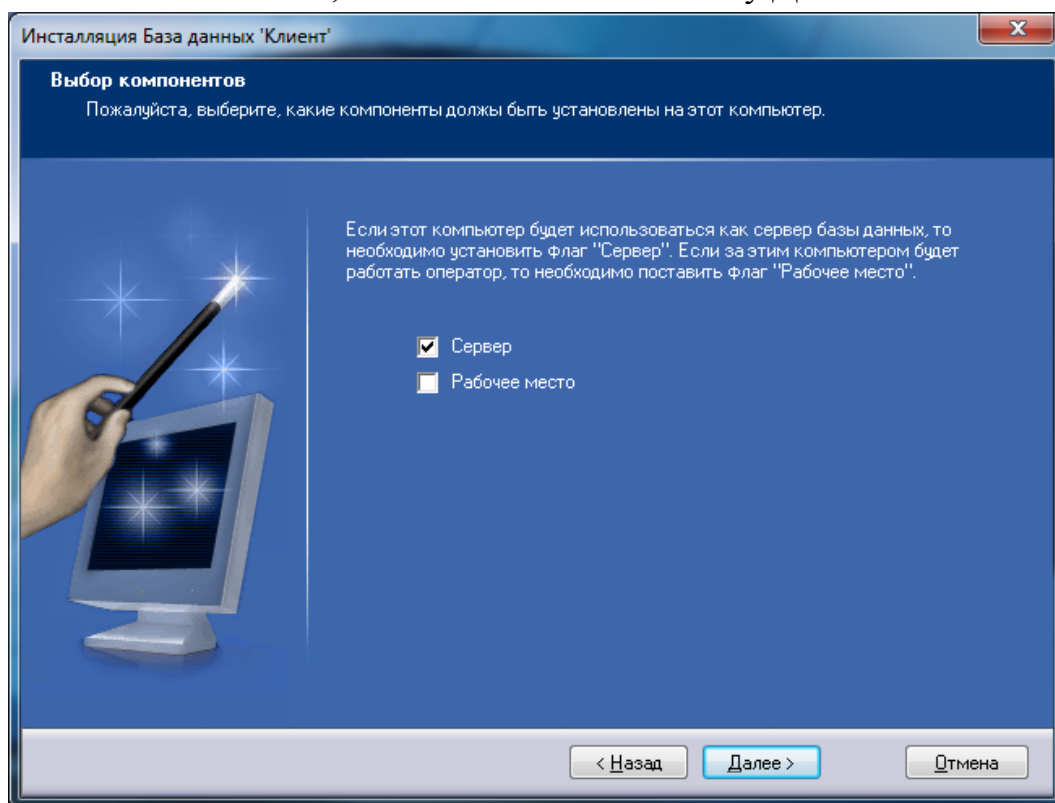 Инсталляция База данных 'Клиент'
Выбор компонентов
Пожалуйста, выберите, какие компоненты должы быть установлены на этот компьютер.
Если этот компьютер будет использоваться как сервер базы данных, то
необходимо установить флаг "Сервер". Если за этим компьютером будет
работать оператор, то необходимо поставить флаг "Рабочее место".
Сервер
Рабочее место
< Назад Далее > Отмена